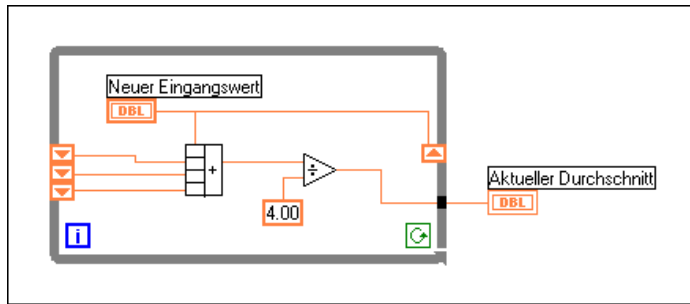 Neuer Eingangswert
DBL
+
÷
4.00
i
Aktueller Durchschnitt
DBL